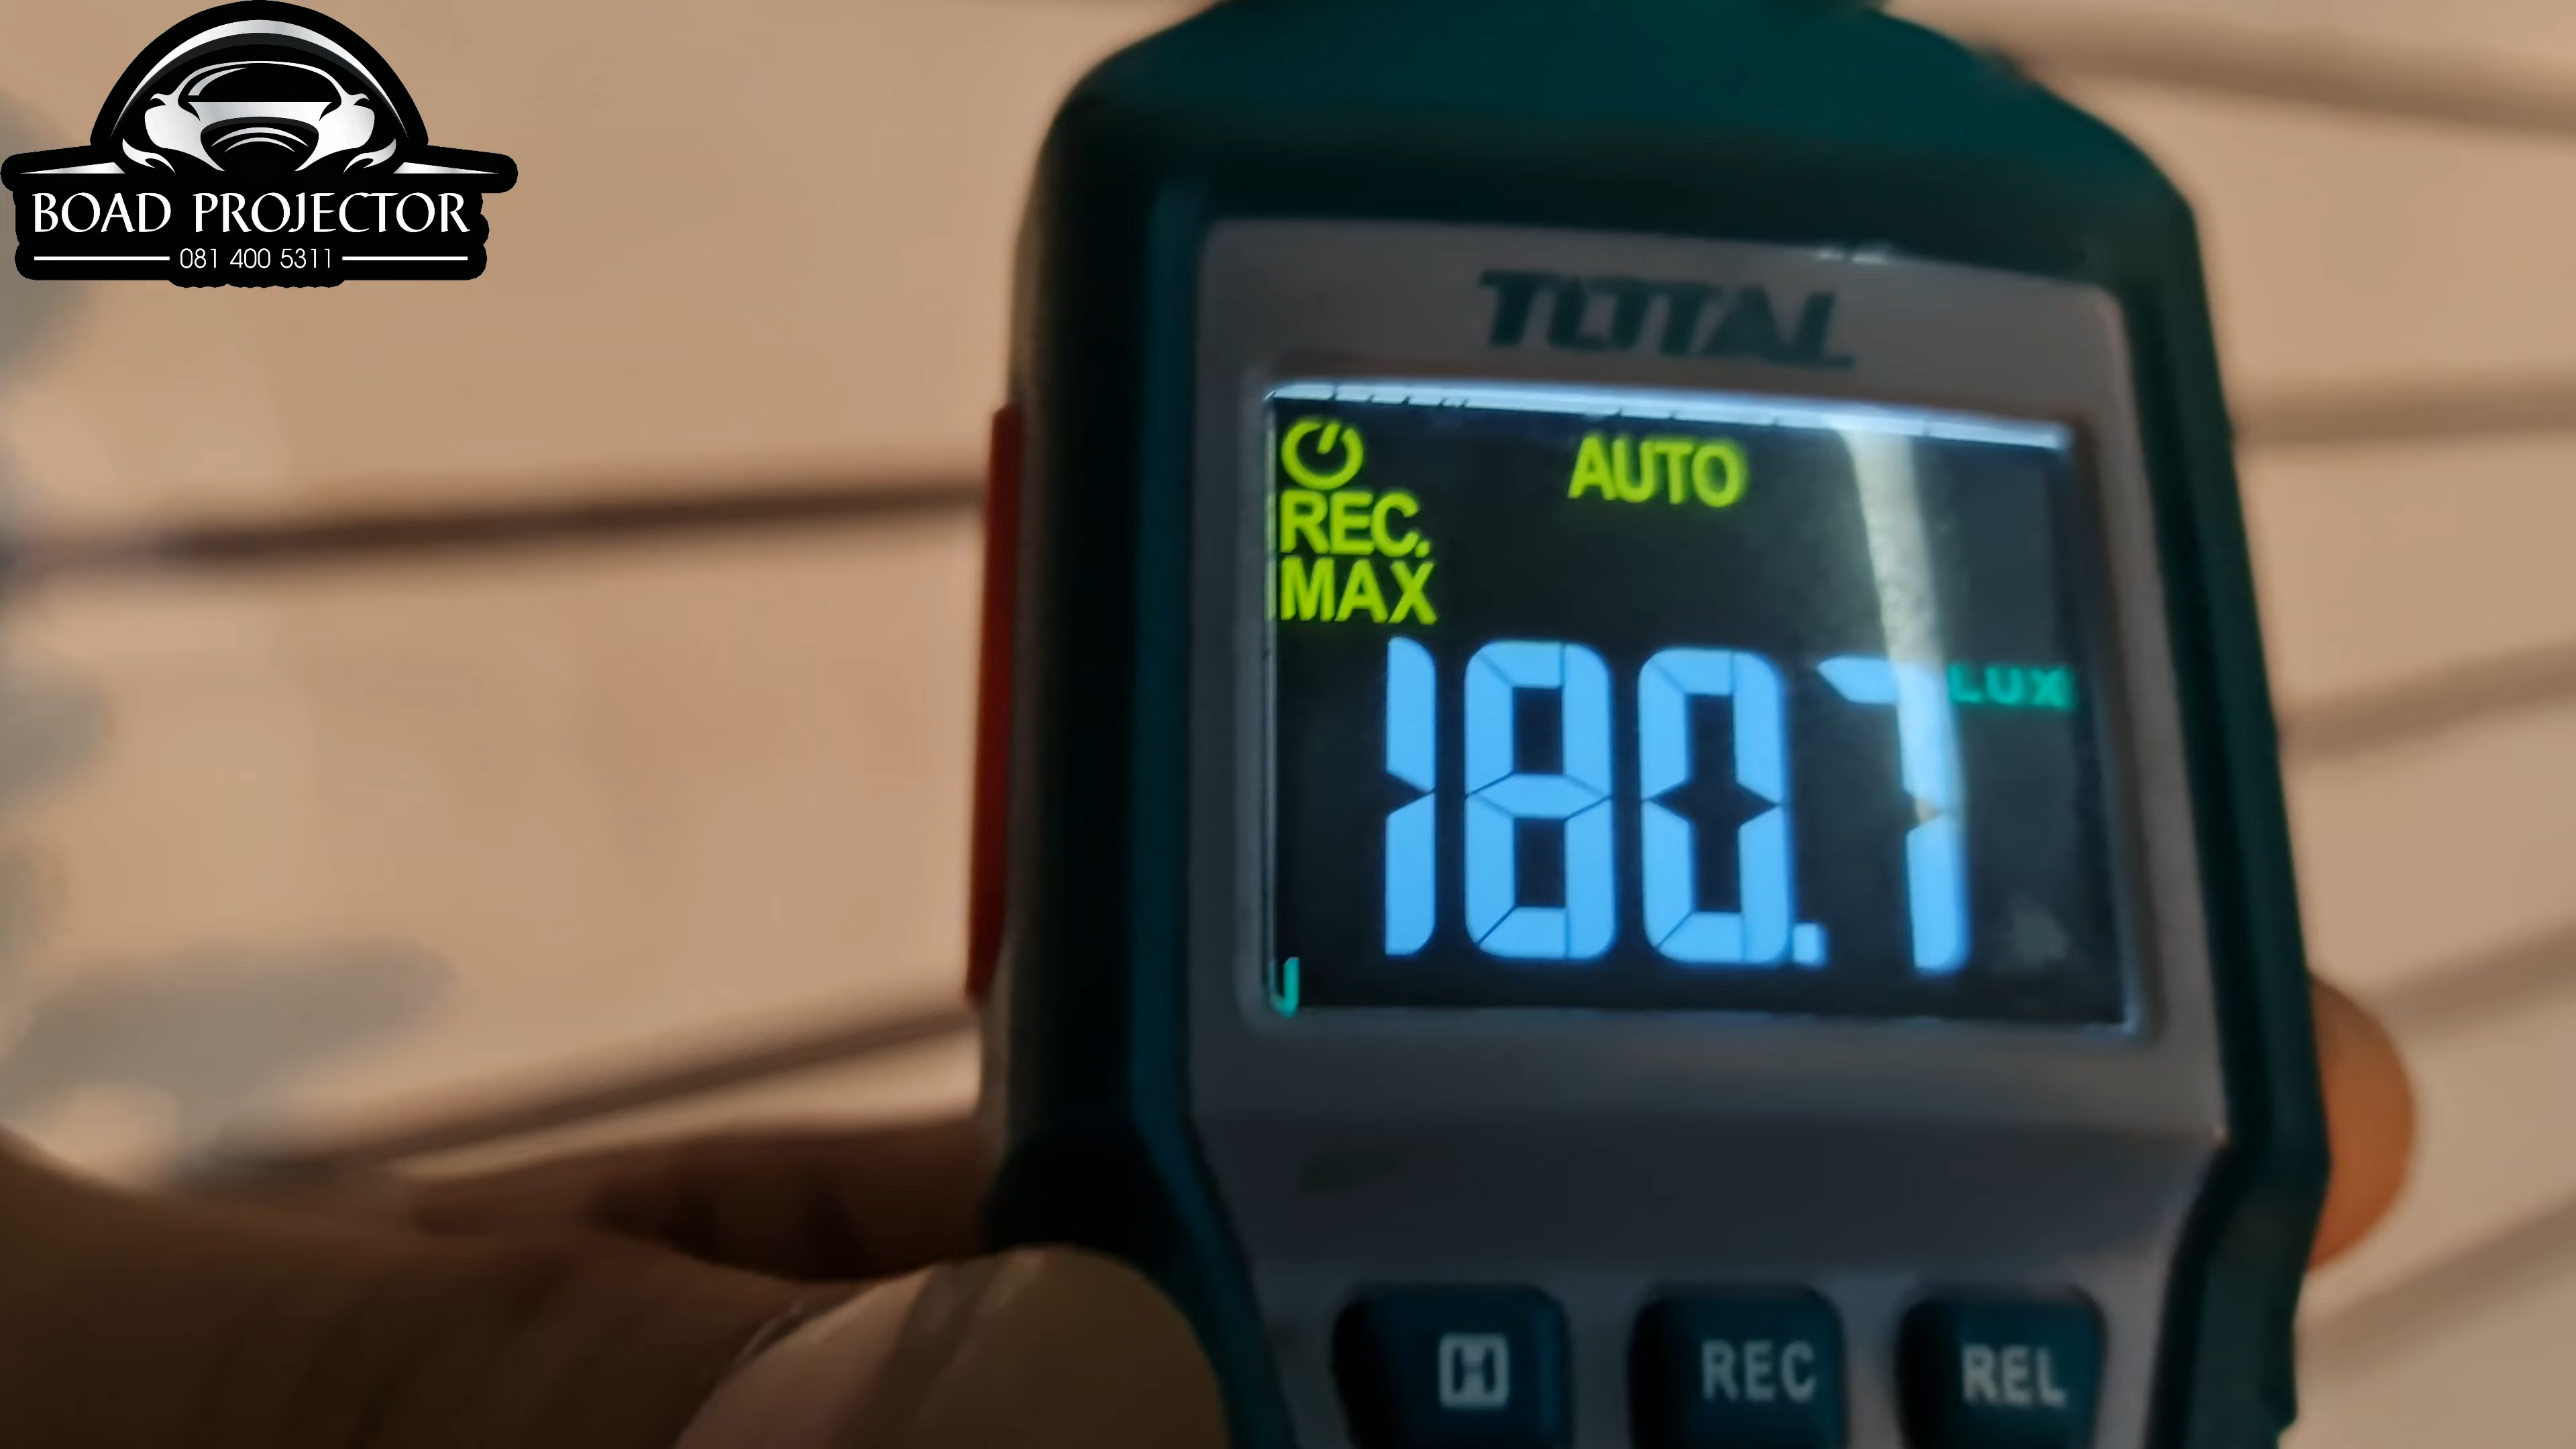 BOAD PROJECTOR
081 400 5311
TOTAL
AUTO
REC.
MAX
180.7 LUX
H REC REL